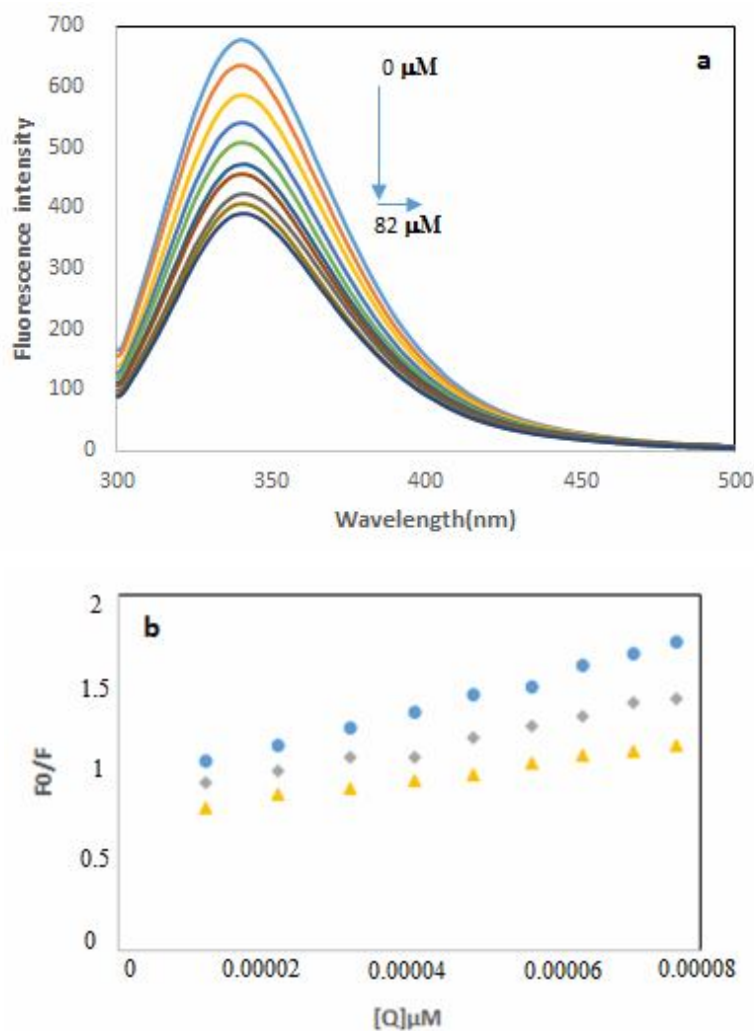 700
a
0 μM
600
500
400
82 μM
300
200
100
0
Fluorescence intensity
300 350 400 450 500
Wavelength(nm)
2
b
1.5
1
0.5
0
F0/F
0 0.00002 0.00004 0.00006 0.00008
[Q]μM